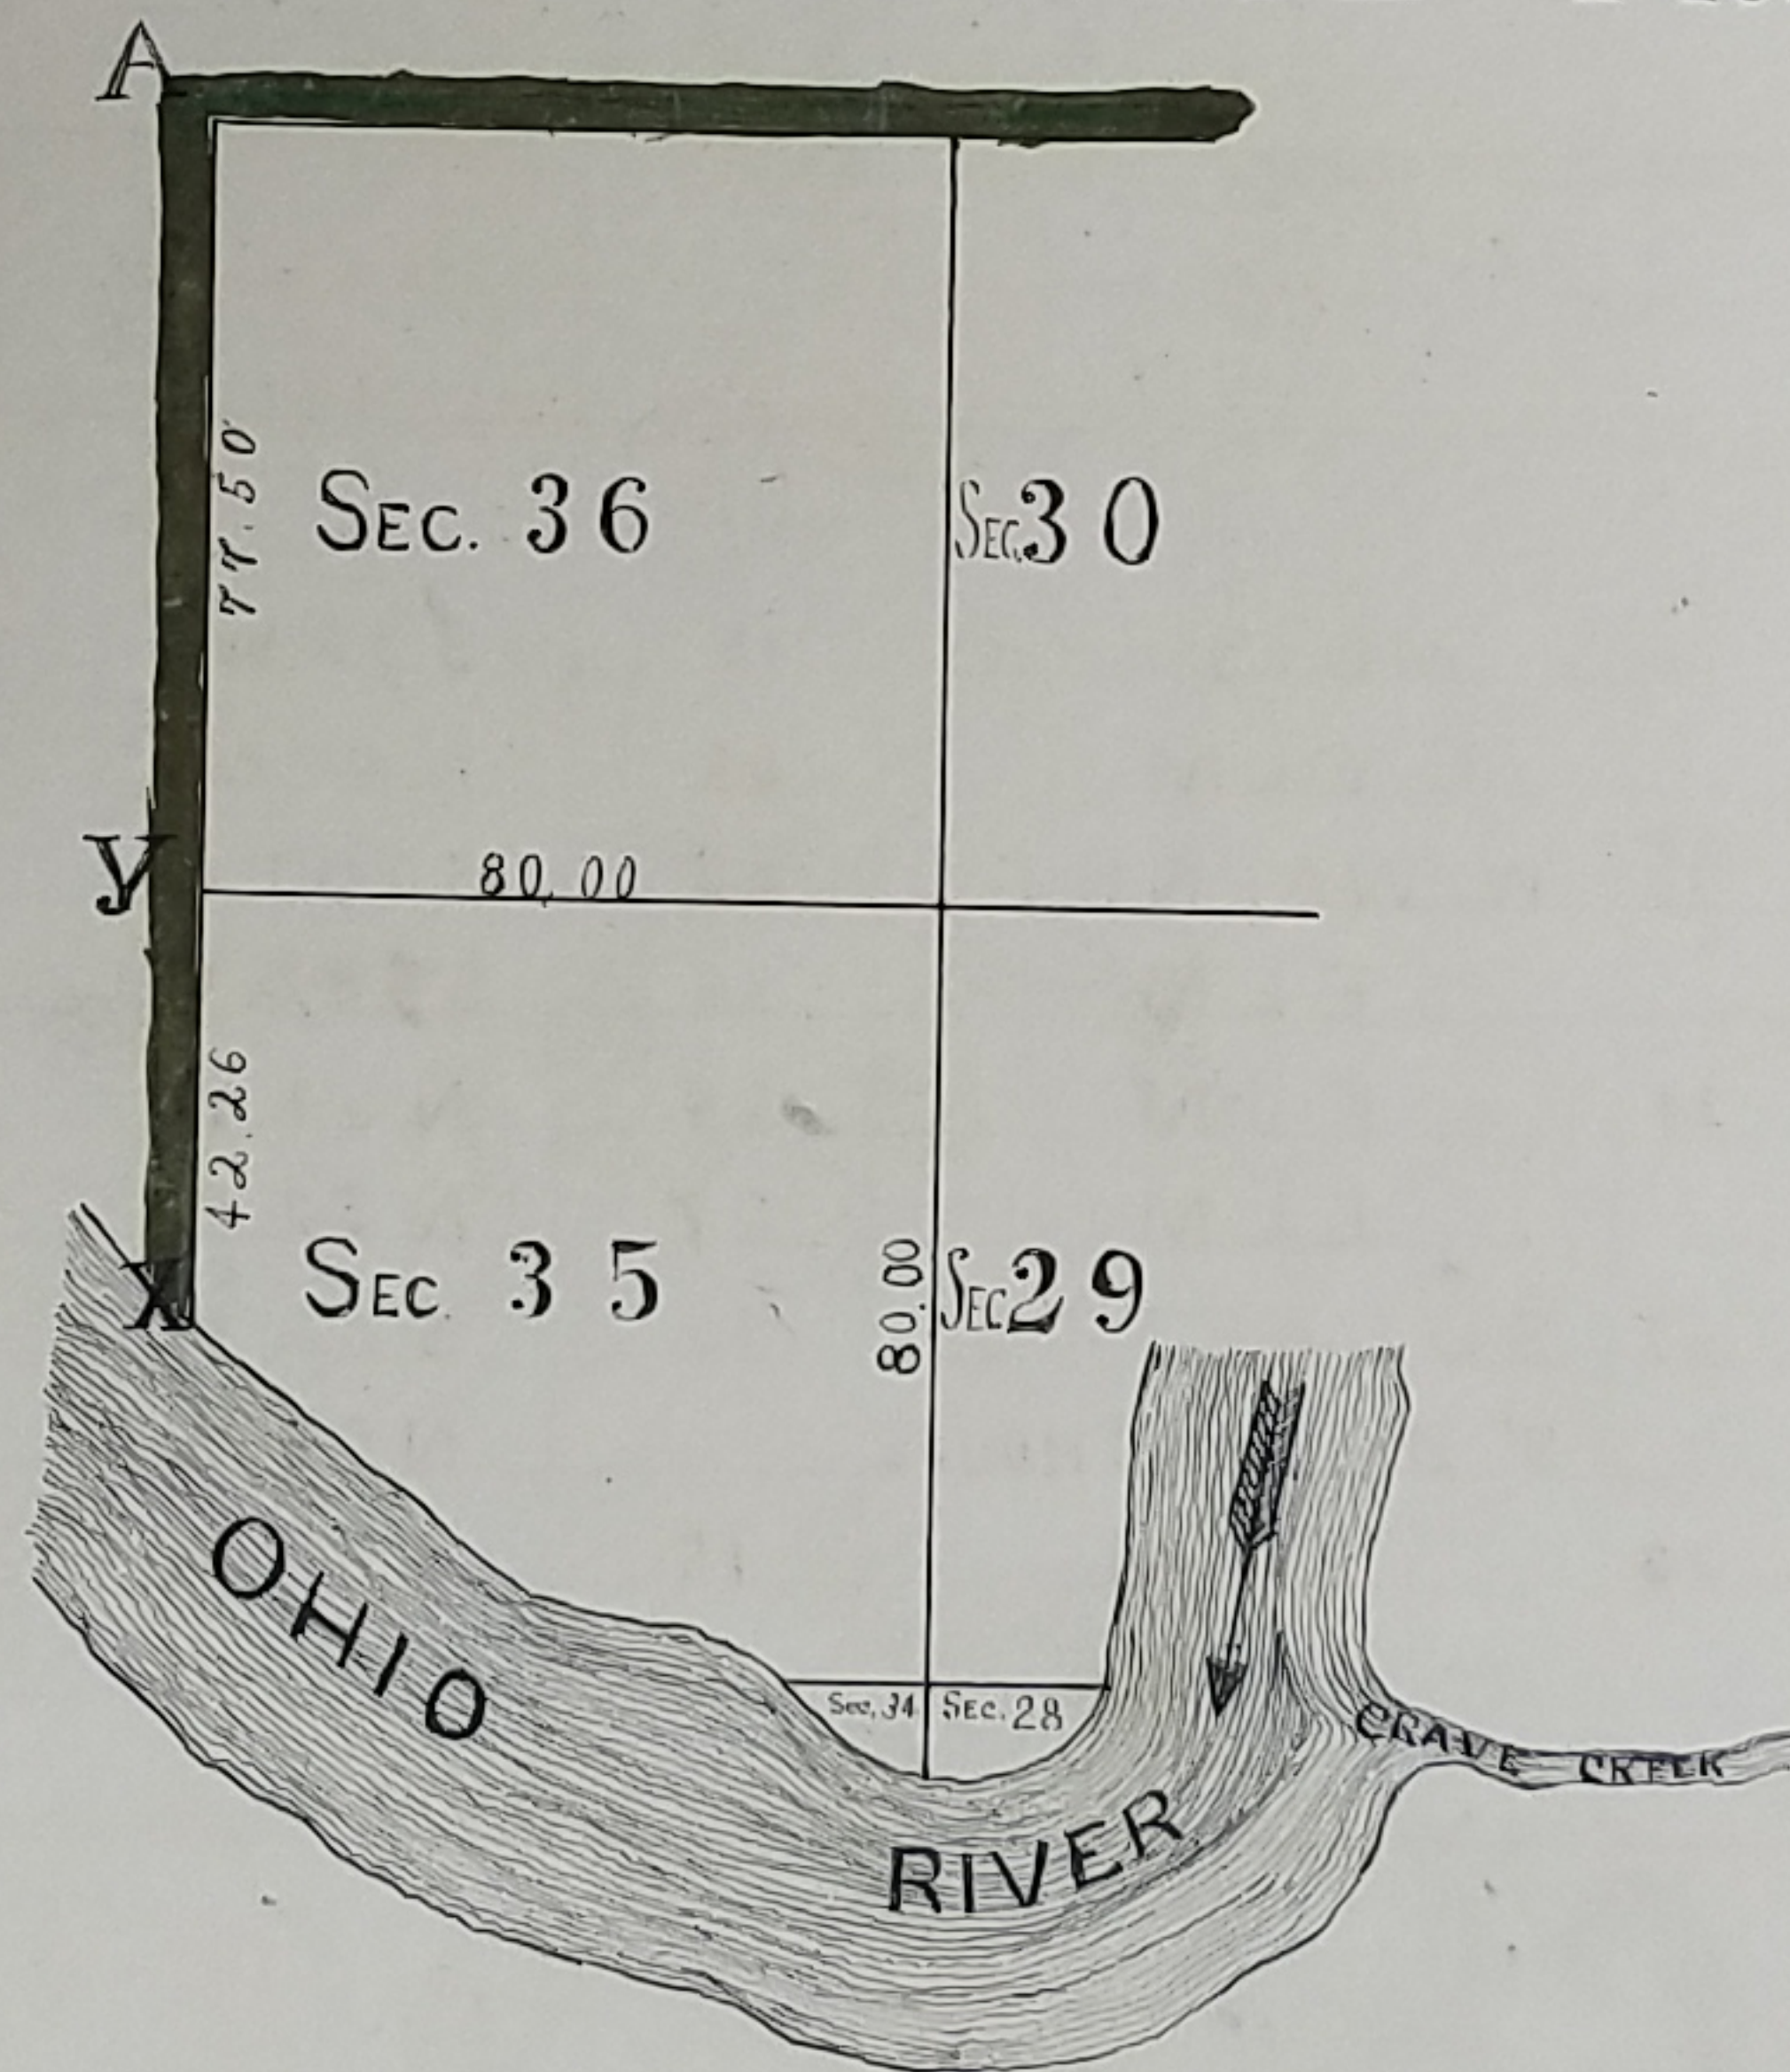 A
77.50
SEC. 36
SEC. 30
Y
80,00
42.26
X
SEC. 35
80.00
SEC 29
Sec, 34
SEC. 28
OHIO
RIVER
GRAVE CREEK